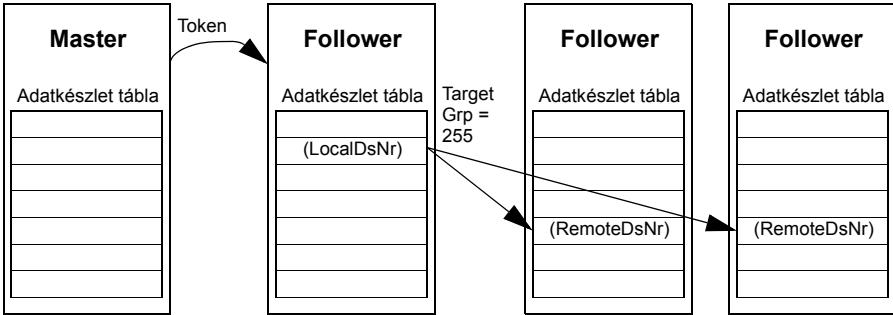 Master
Token
Follower
Follower
Follower
Adatkészlet tábla
Adatkészlet tábla
Target
Grp =
255
Adatkészlet tábla
Adatkészlet tábla
(LocalDsNr)
(RemoteDsNr)
(RemoteDsNr)